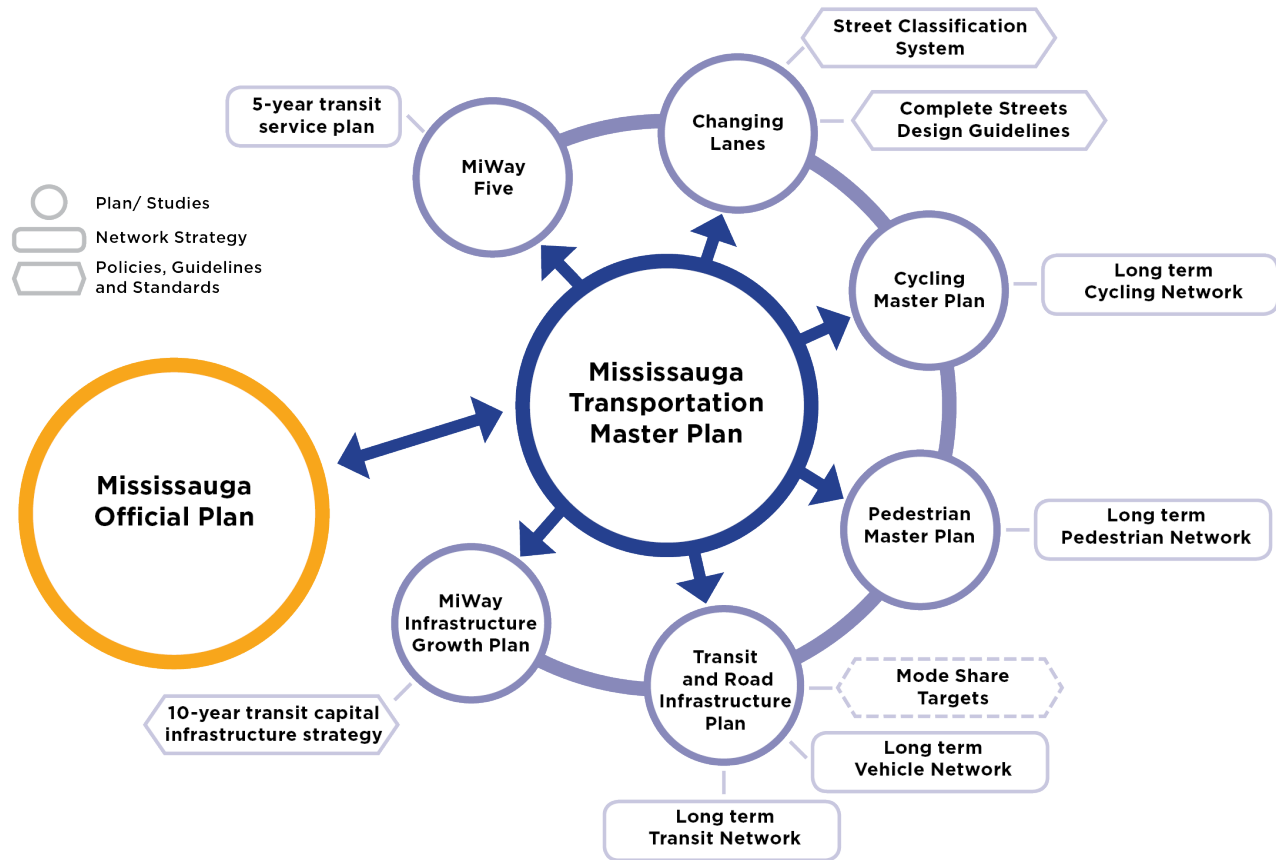 Street Classification
System
5-year transit
service plan
Complete Streets
Design Guidelines
Changing
Lanes
MiWay
Five
Plan/ Studies
Network Strategy
Policies, Guidelines
and Standards
Cycling
Master Plan
Long term
Cycling Network
Mississauga
Transportation
Master Plan
Mississauga
Official Plan
Pedestrian
Master Plan
Long term
Pedestrian Network
MiWay
Infrastructure
Growth Plan
Transit
and Road
Infrastructure
Plan
Mode Share
Targets
10-year transit capital
infrastructure strategy
Long term
Vehicle Network
Long term
Transit Network